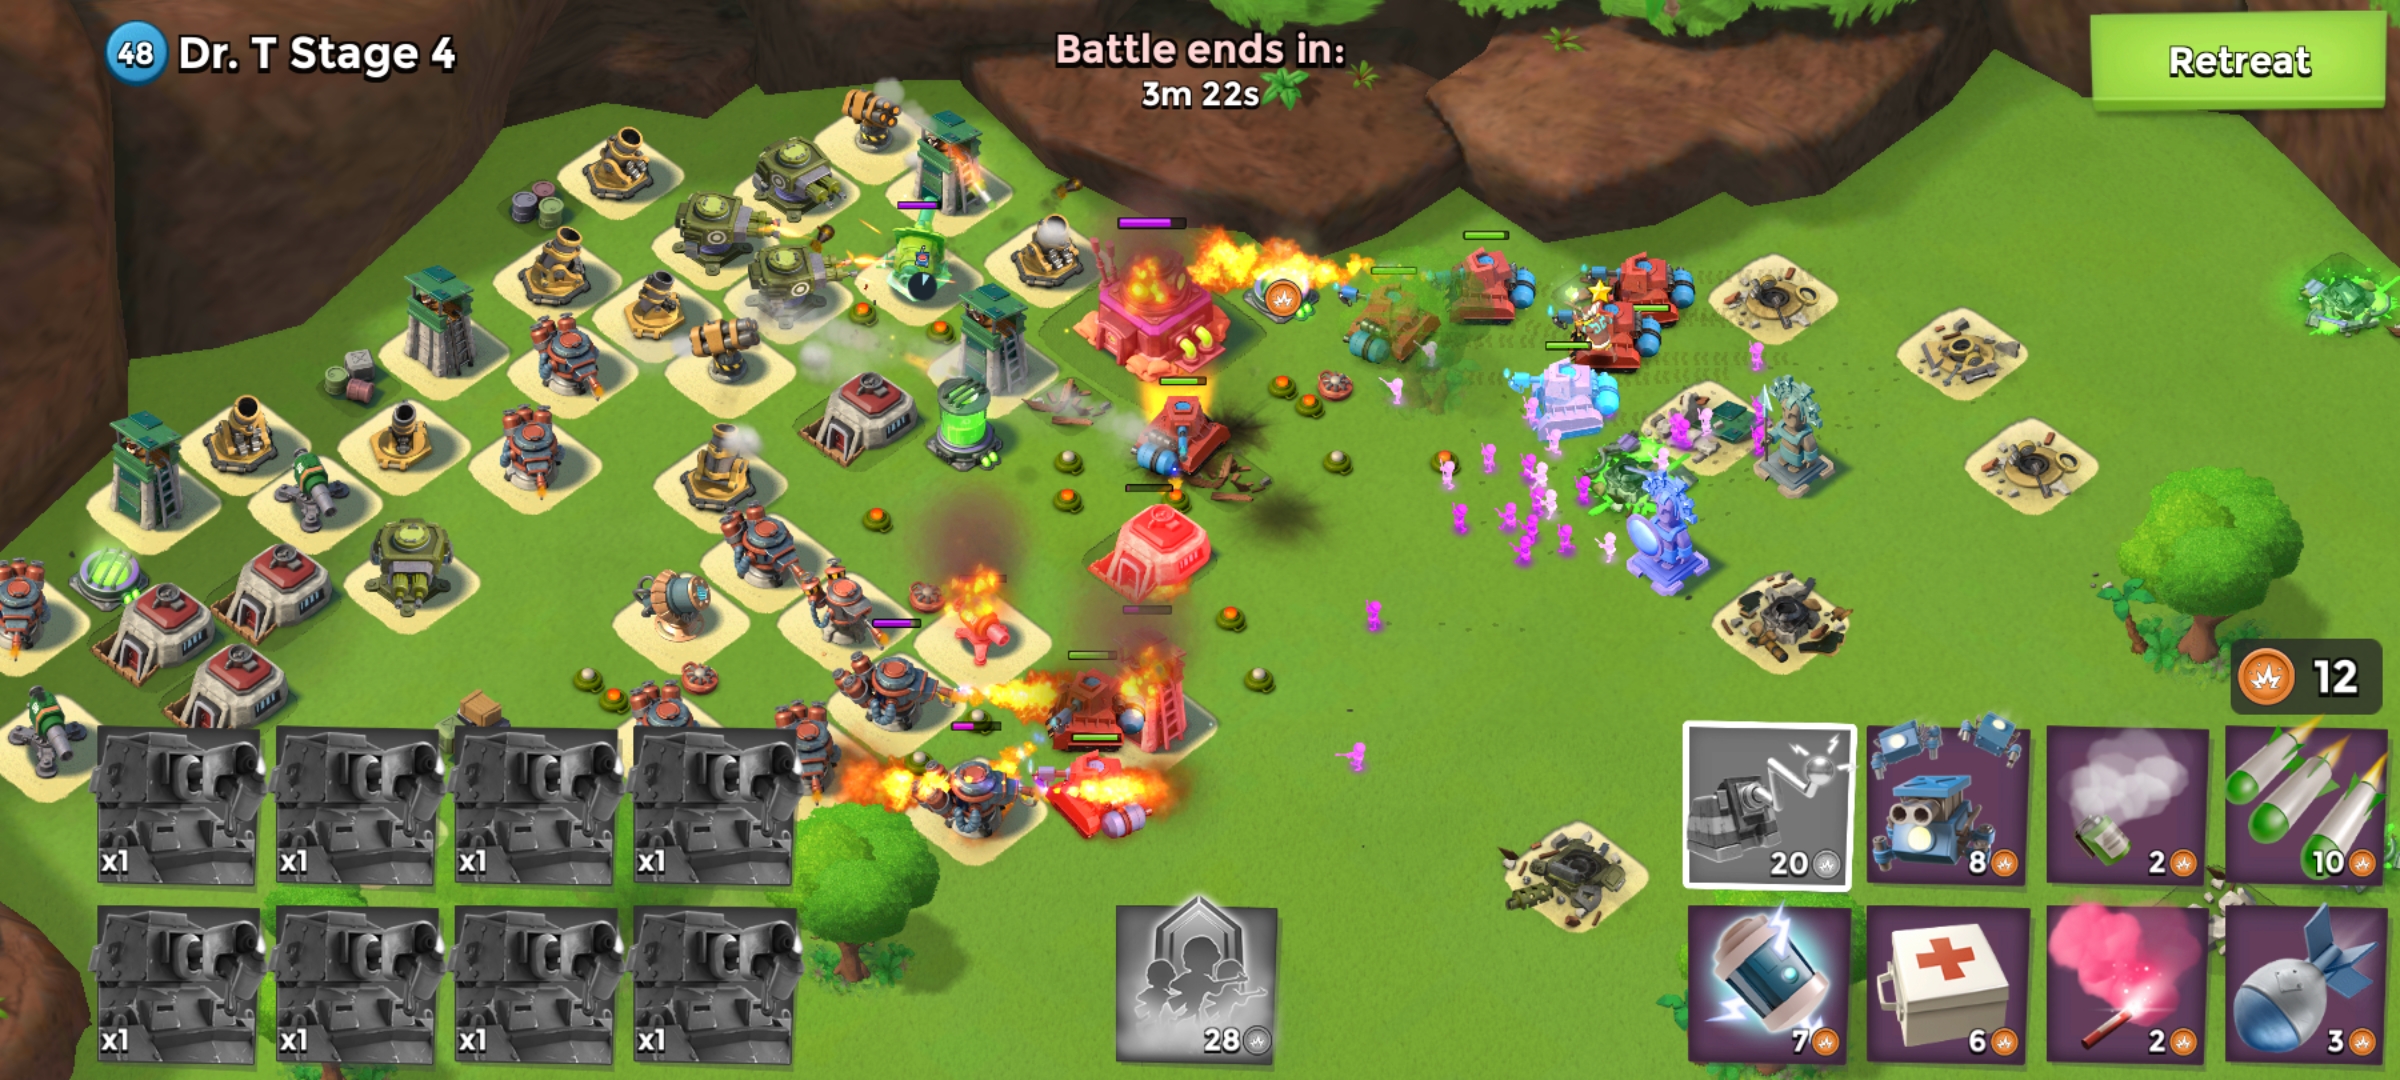 48 Dr. T Stage 4
Battle ends in:
3m 22s
Retreat
12
x1 x1 x1 x1
20 8 2 10
x1 x1 x1 x1
28
7 6 2 3